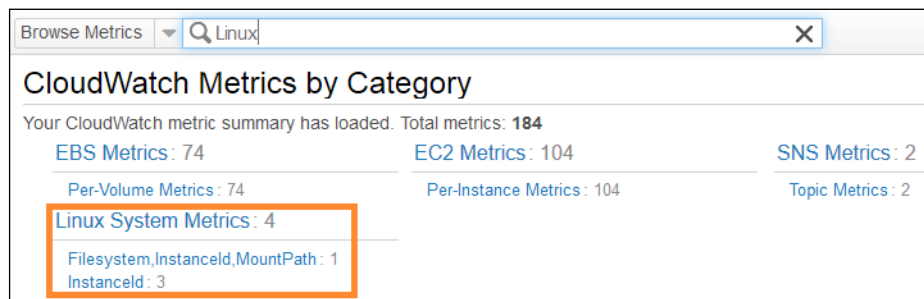 Browse Metrics Linux
CloudWatch Metrics by Category
Your CloudWatch metric summary has loaded. Total metrics: 184
EBS Metrics: 74 EC2 Metrics: 104 SNS Metrics: 2
Per-Volume Metrics: 74 Per-Instance Metrics: 104 Topic Metrics: 2
Linux System Metrics: 4
Filesystem,InstanceId,MountPath: 1
InstanceId: 3